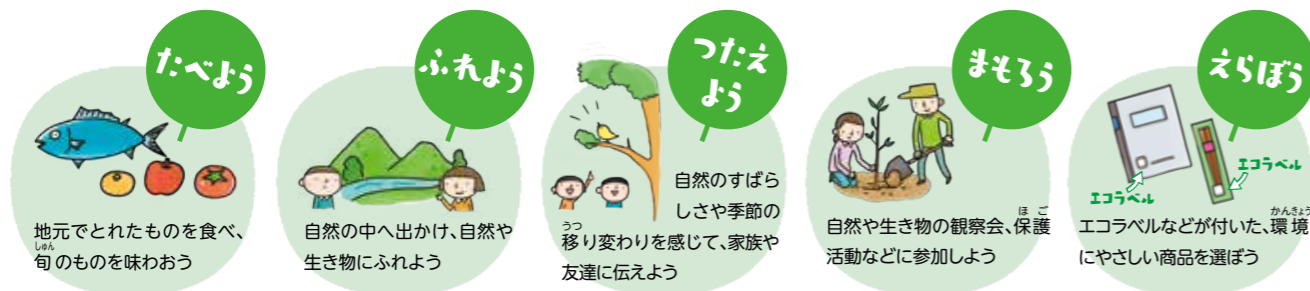 たべよう
地元でとれたものを食べ、
しゅん
旬のものを味わおう
ふれよう
自然の中へ出かけ、自然や
生き物にふれよう
つたえ
よう
自然のすばら
しさや季節の
うつ
移り変わりを感じて、家族や
友達に伝えよう
まもろう
ほご
自然や生き物の観察会、保護
活動などに参加しよう
えらぼう
エコラベル
エコラベル
かんきょう
エコラベルなどが付いた、環境
にやさしい商品を選ぼう